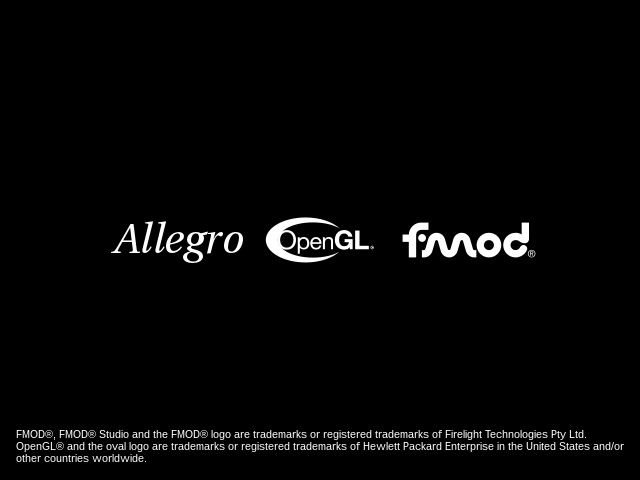 Allegro OpenGL® fmod®
FMOD®, FMOD® Studio and the FMOD® logo are trademarks or registered trademarks of Firelight Technologies Pty Ltd.
OpenGL® and the oval logo are trademarks or registered trademarks of Hewlett Packard Enterprise in the United States and/or
other countries worldwide.